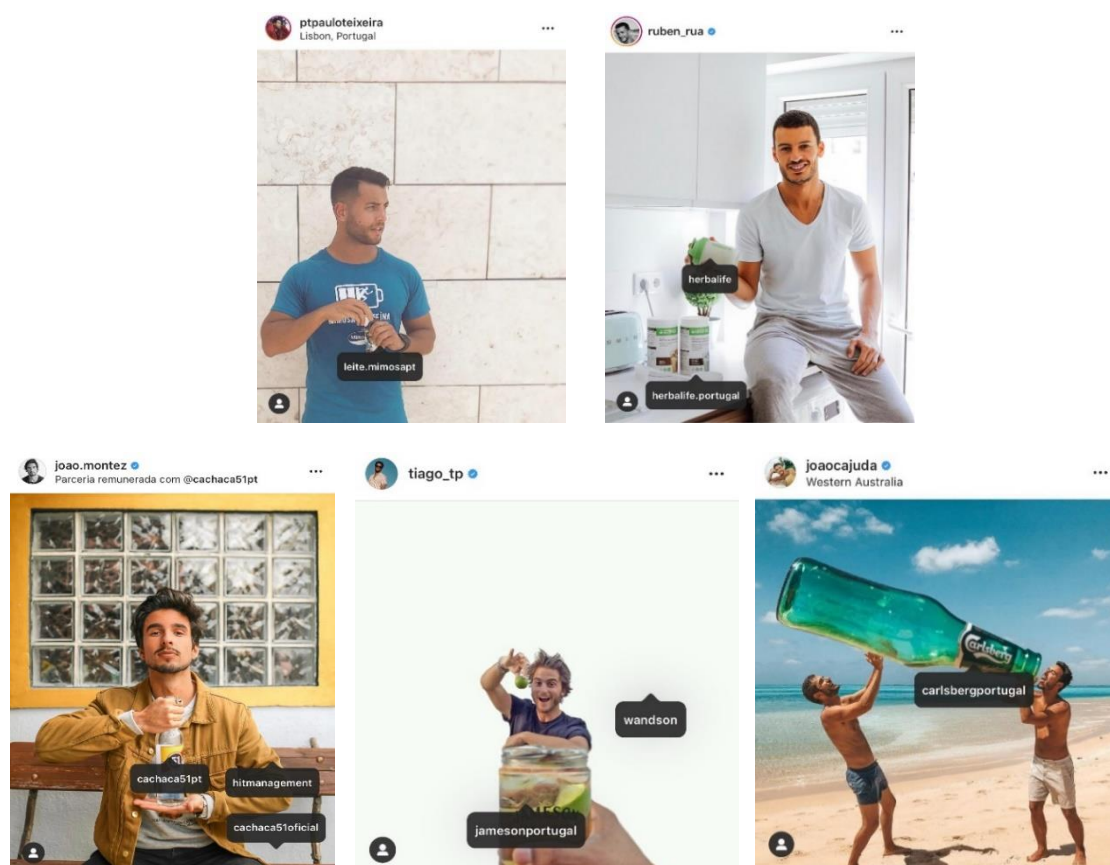 ptpauloteixeira
Lisbon, Portugal
leite.mimosapt
ruben_rua
herbalife
herbalife.portugal
joao.montez
Parceria remunerada com @cachaca51pt
cachaca51pt
hitmanagement
cachaca51oficial
tiago_tp
wandson
jamesonportugal
joaocajuda
Western Australia
Carlsberg
carlsbergportugal